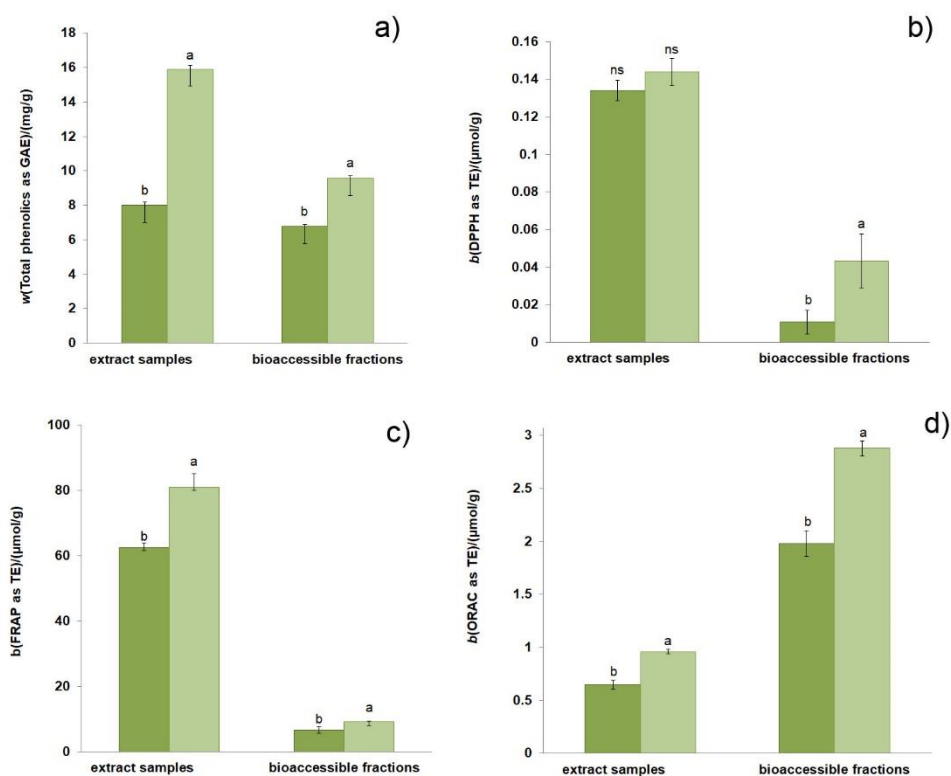 a)
w(Total phenolics as GAE)/(mg/g)
18
16
14
12
10
8
6
4
2
0
b
a
b
a
extract samples
bioaccessible fractions
b)
b(DPPH as TE)/(µmol/g)
0.16
0.14
0.12
0.1
0.08
0.06
0.04
0.02
0
ns
ns
b
a
extract samples
bioaccessible fractions
c)
b(FRAP as TE)/(µmol/g)
100
80
60
40
20
0
b
a
b
a
extract samples
bioaccessible fractions
d)
b(ORAC as TE)/(µmol/g)
3
2.5
2
1.5
1
0.5
0
b
a
b
a
extract samples
bioaccessible fractions